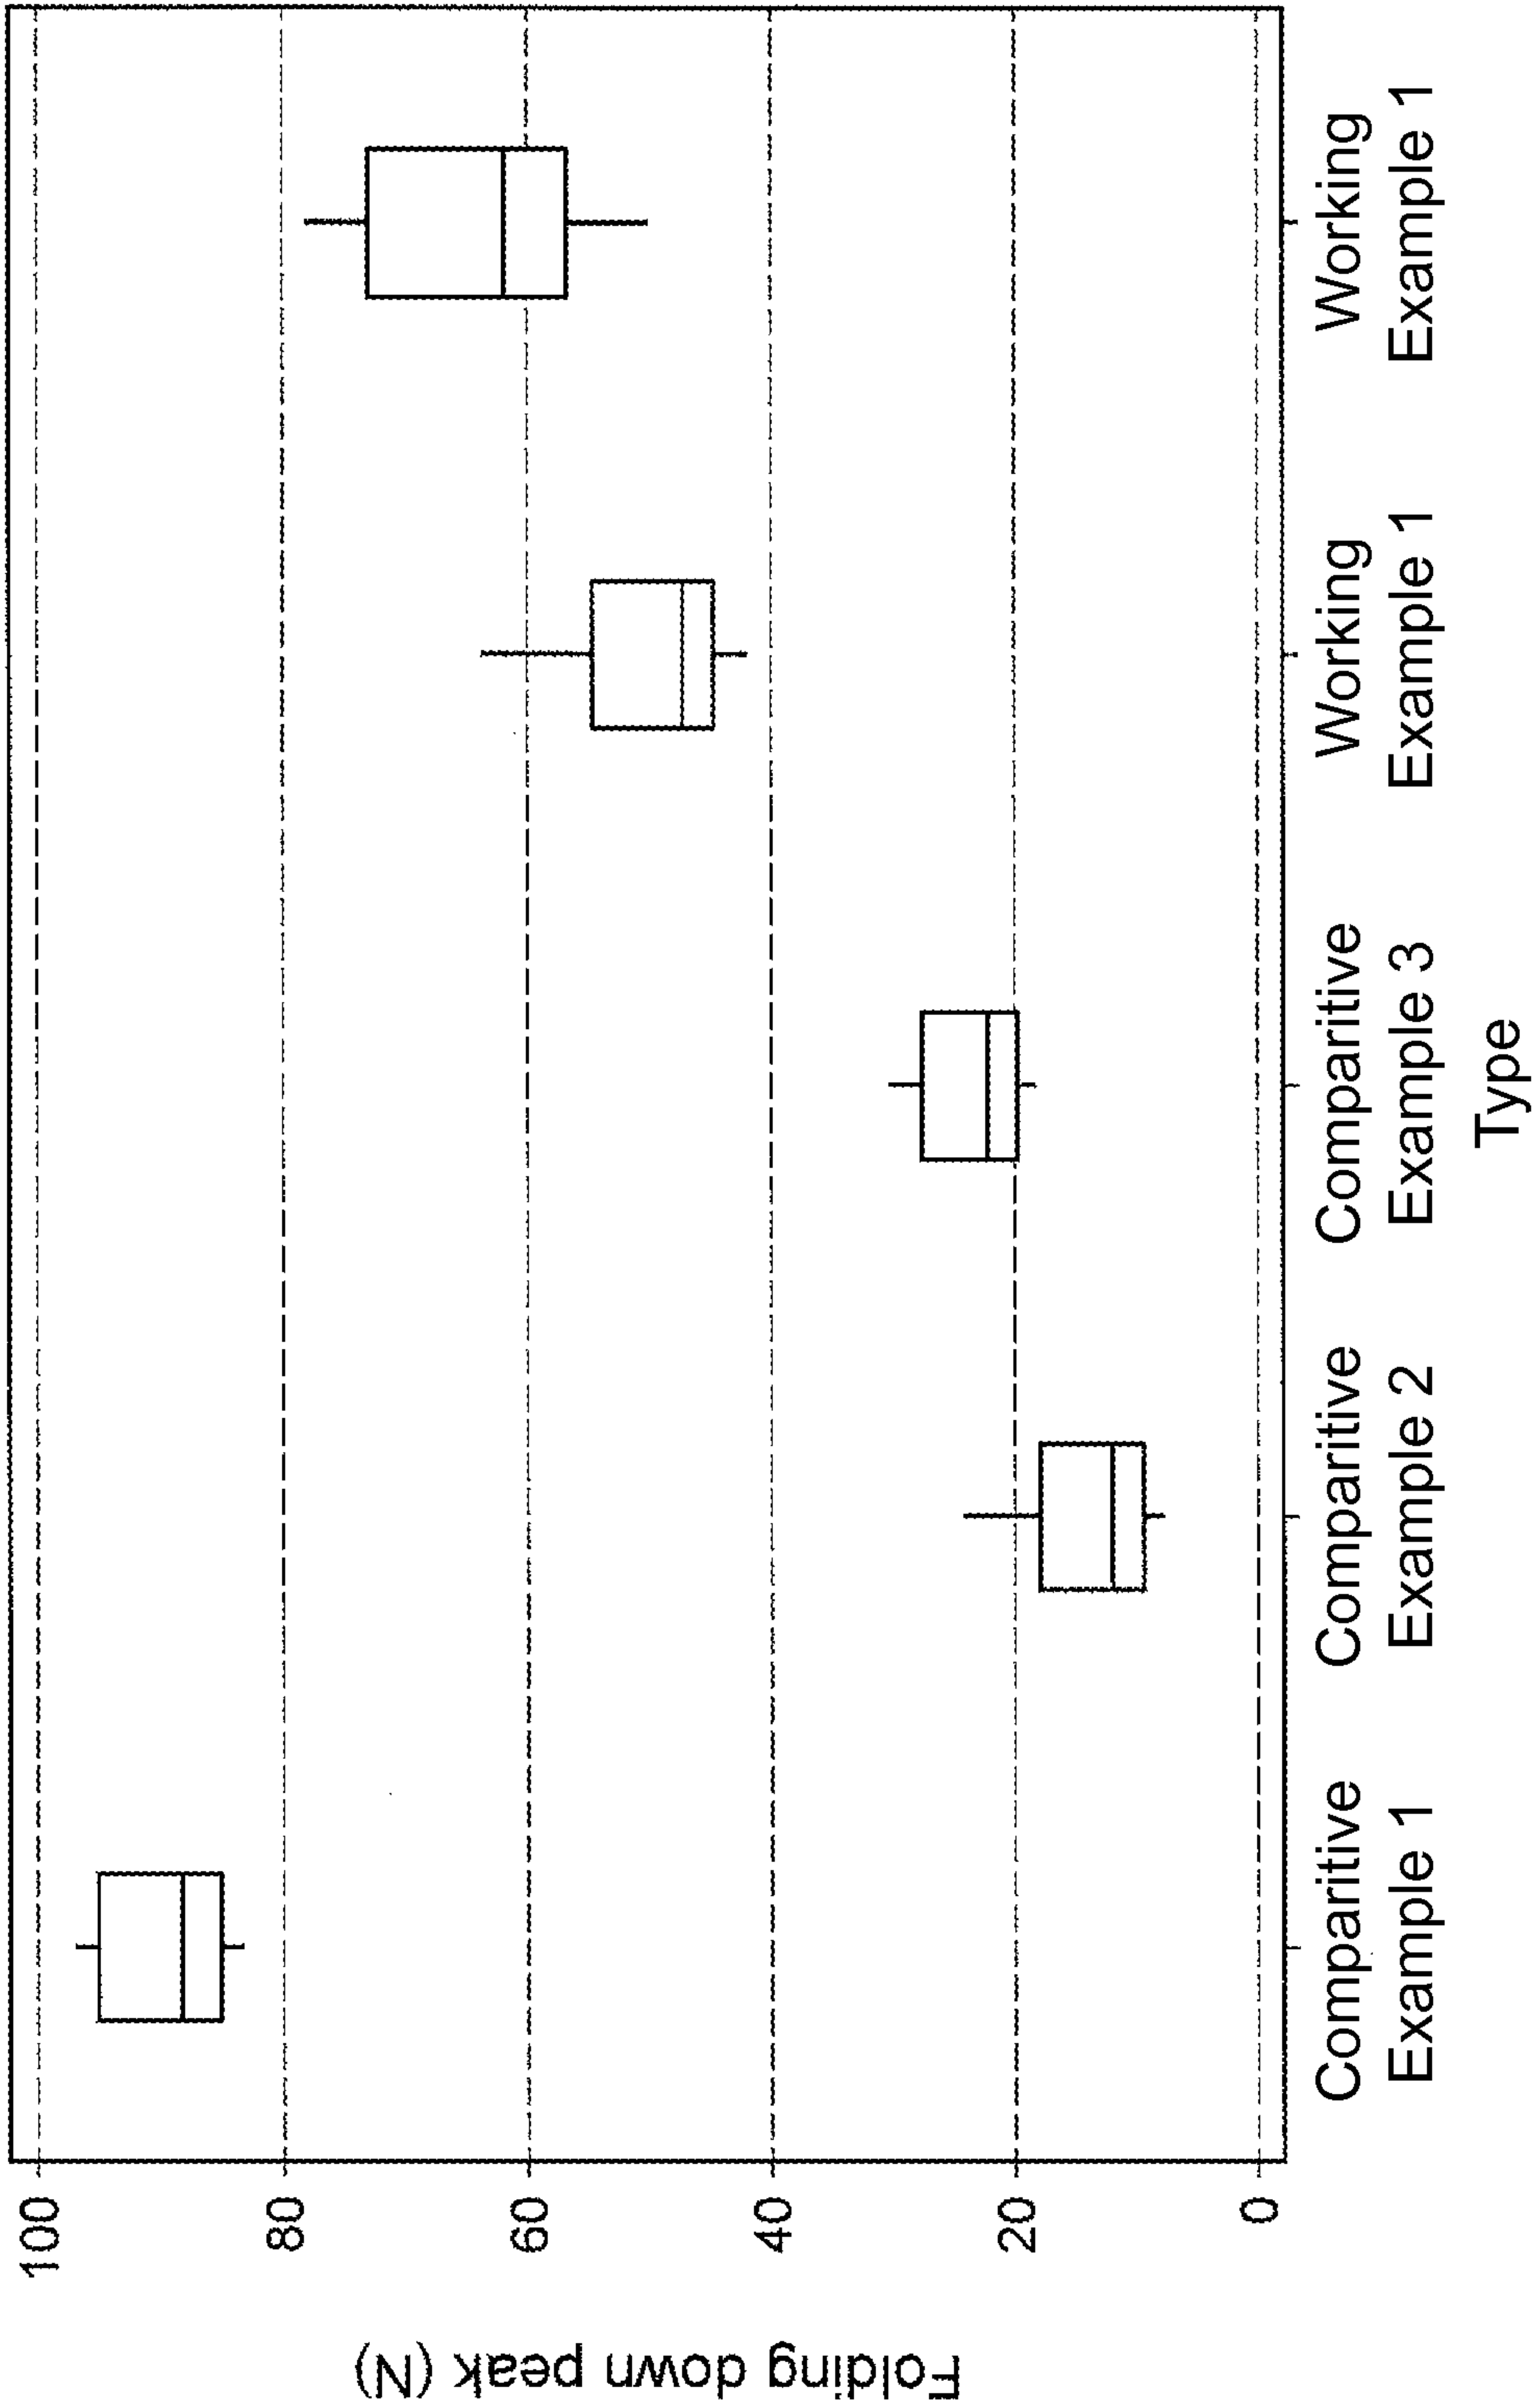 Folding down peak (N)
100
80
60
40
20
0
Comparitive
Example 1
Comparitive
Example 2
Comparitive
Example 3
Working
Example 1
Working
Example 1
Type